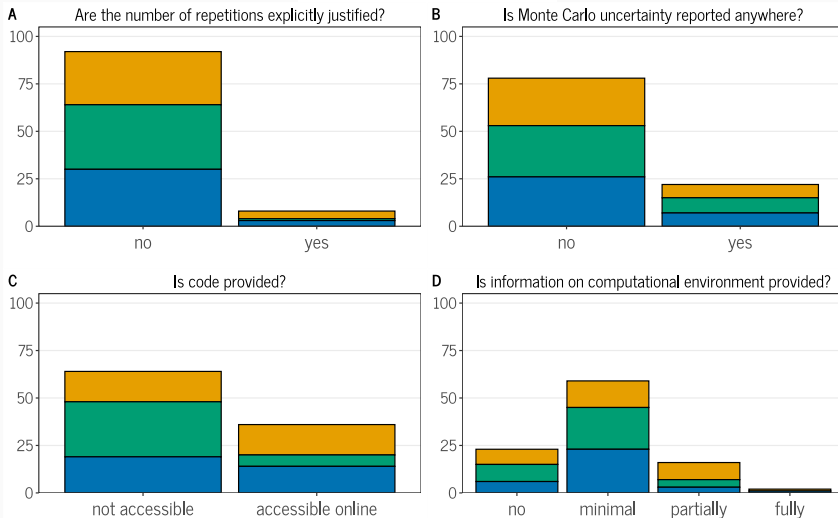 A Are the number of repetitions explicitly justified?
100
75
50
25
0
no yes
B Is Monte Carlo uncertainty reported anywhere?
100
75
50
25
0
no yes
C Is code provided?
100
75
50
25
0
not accessible accessible online
D Is information on computational environment provided?
100
75
50
25
0
no minimal partially fully